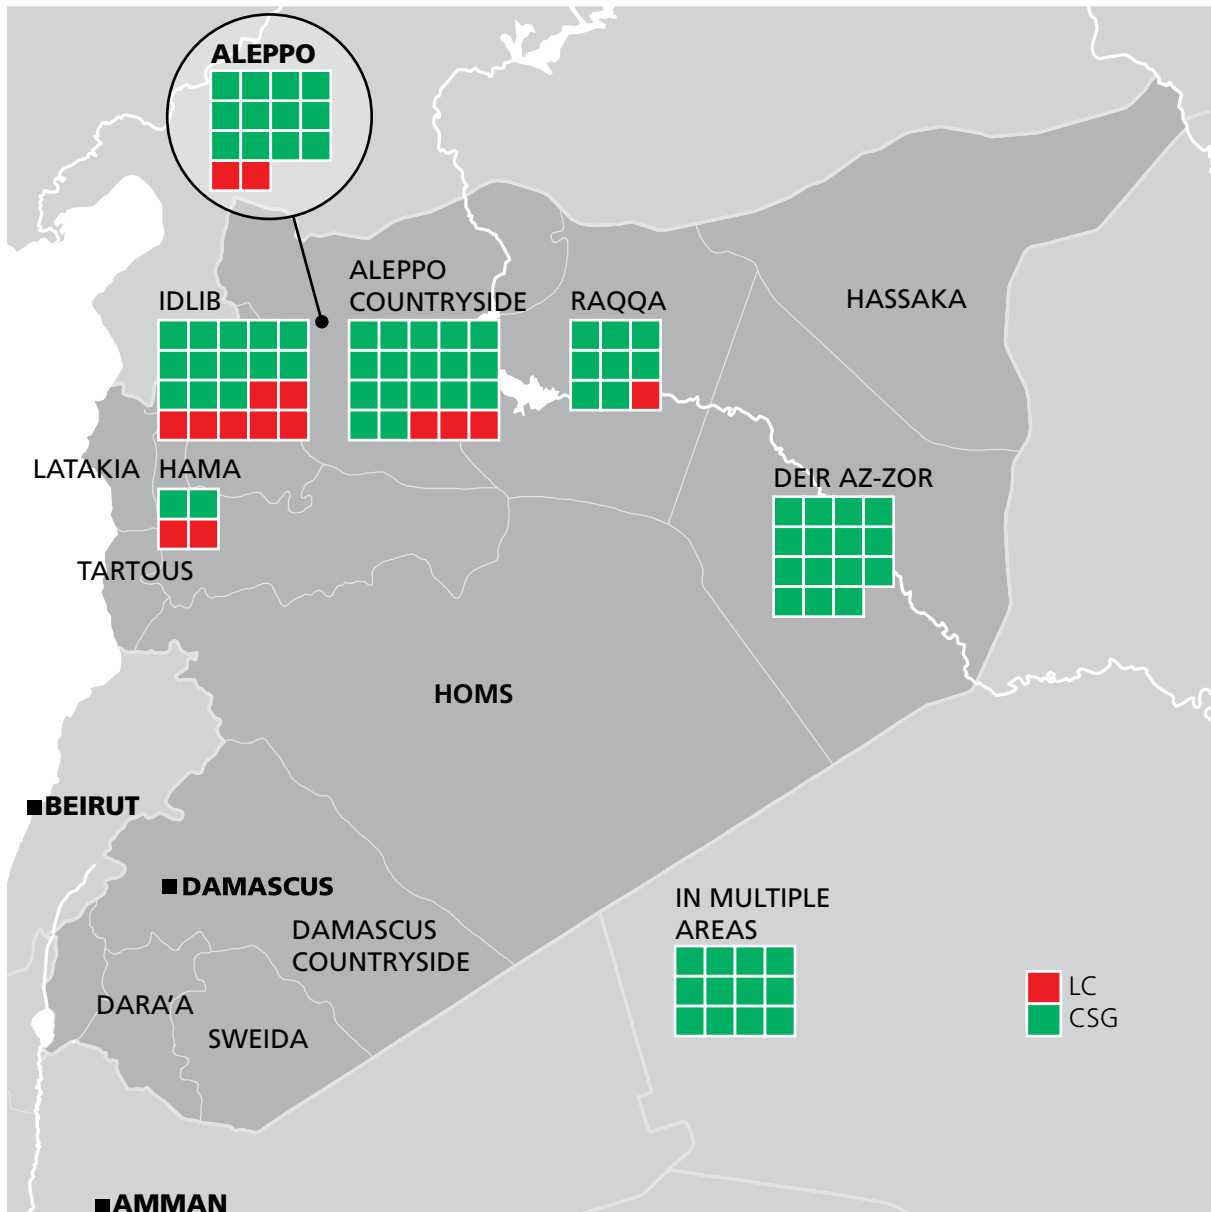 ALEPPO
ALEPPO
COUNTRYSIDE
IDLIB
RAQQA
HASSAKA
LATAKIA
HAMA
DEIR AZ-ZOR
TARTOUS
HOMS
BEIRUT
DAMASCUS
IN MULTIPLE
AREAS
DAMASCUS
COUNTRYSIDE
DARA'A
SWEIDA
LC
CSG
AMMAN